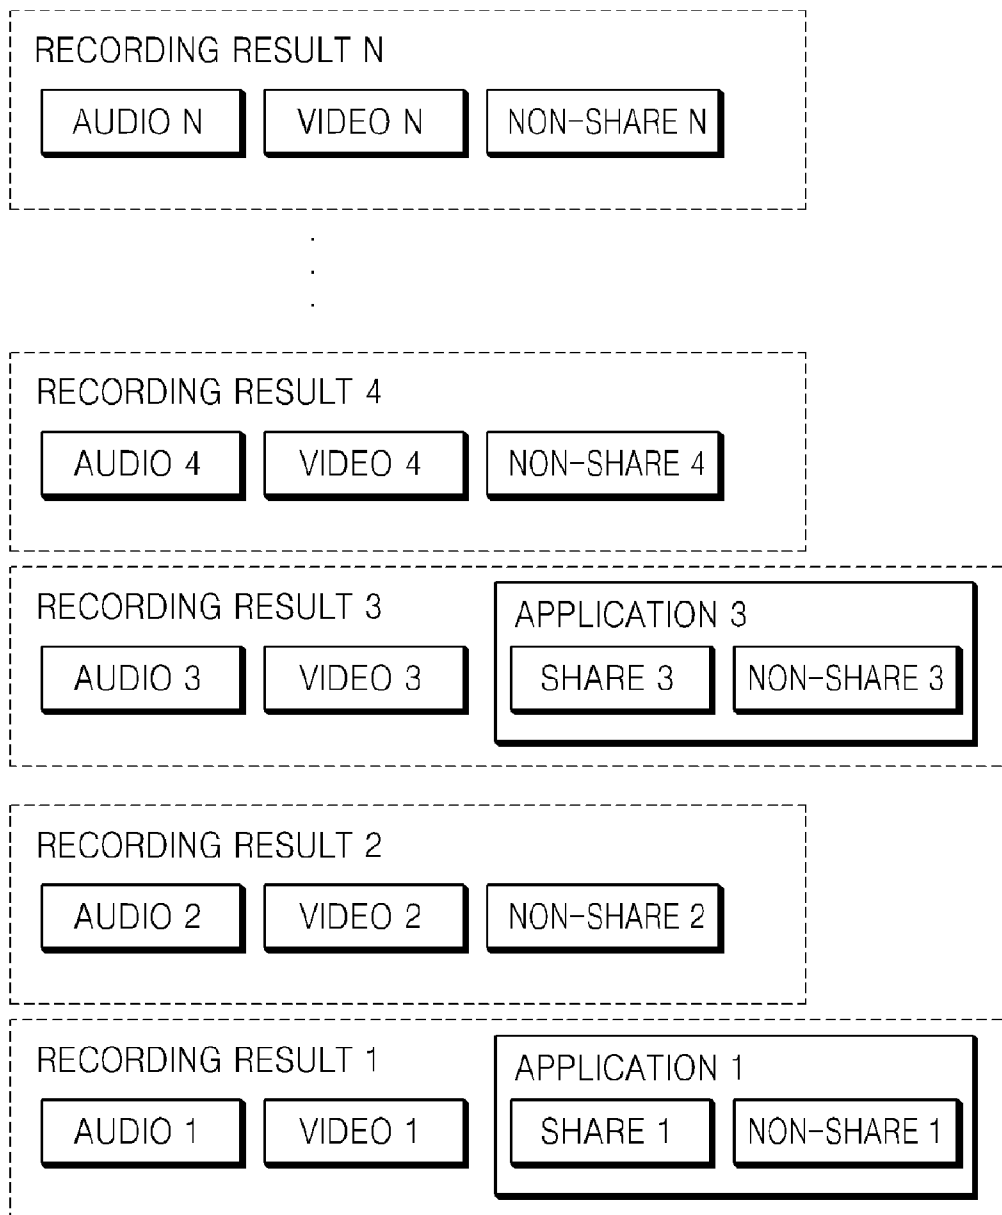 RECORDING RESULT N
AUDIO N VIDEO N NON-SHARE N
.
.
.
RECORDING RESULT 4
AUDIO 4 VIDEO 4 NON-SHARE 4
RECORDING RESULT 3
APPLICATION 3
AUDIO 3 VIDEO 3 SHARE 3 NON-SHARE 3
RECORDING RESULT 2
AUDIO 2 VIDEO 2 NON-SHARE 2
RECORDING RESULT 1
APPLICATION 1
AUDIO 1 VIDEO 1 SHARE 1 NON-SHARE 1